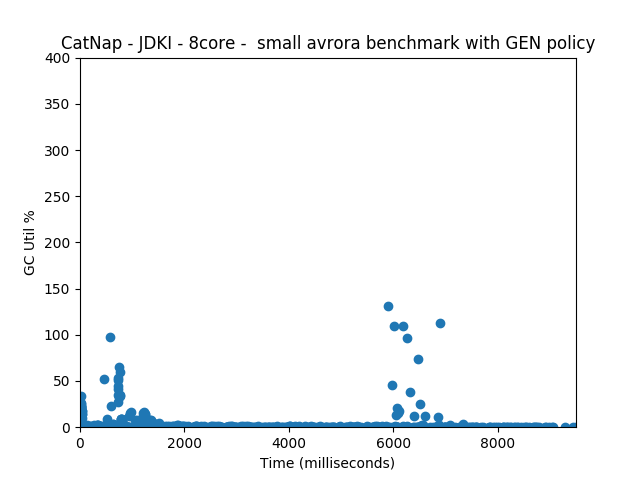 CatNap - JDKI - 8core -  small avrora benchmark with GEN policy
400
350
300
250
200
150
100
50
0
GC Util %
0 2000 4000 6000 8000
Time (milliseconds)